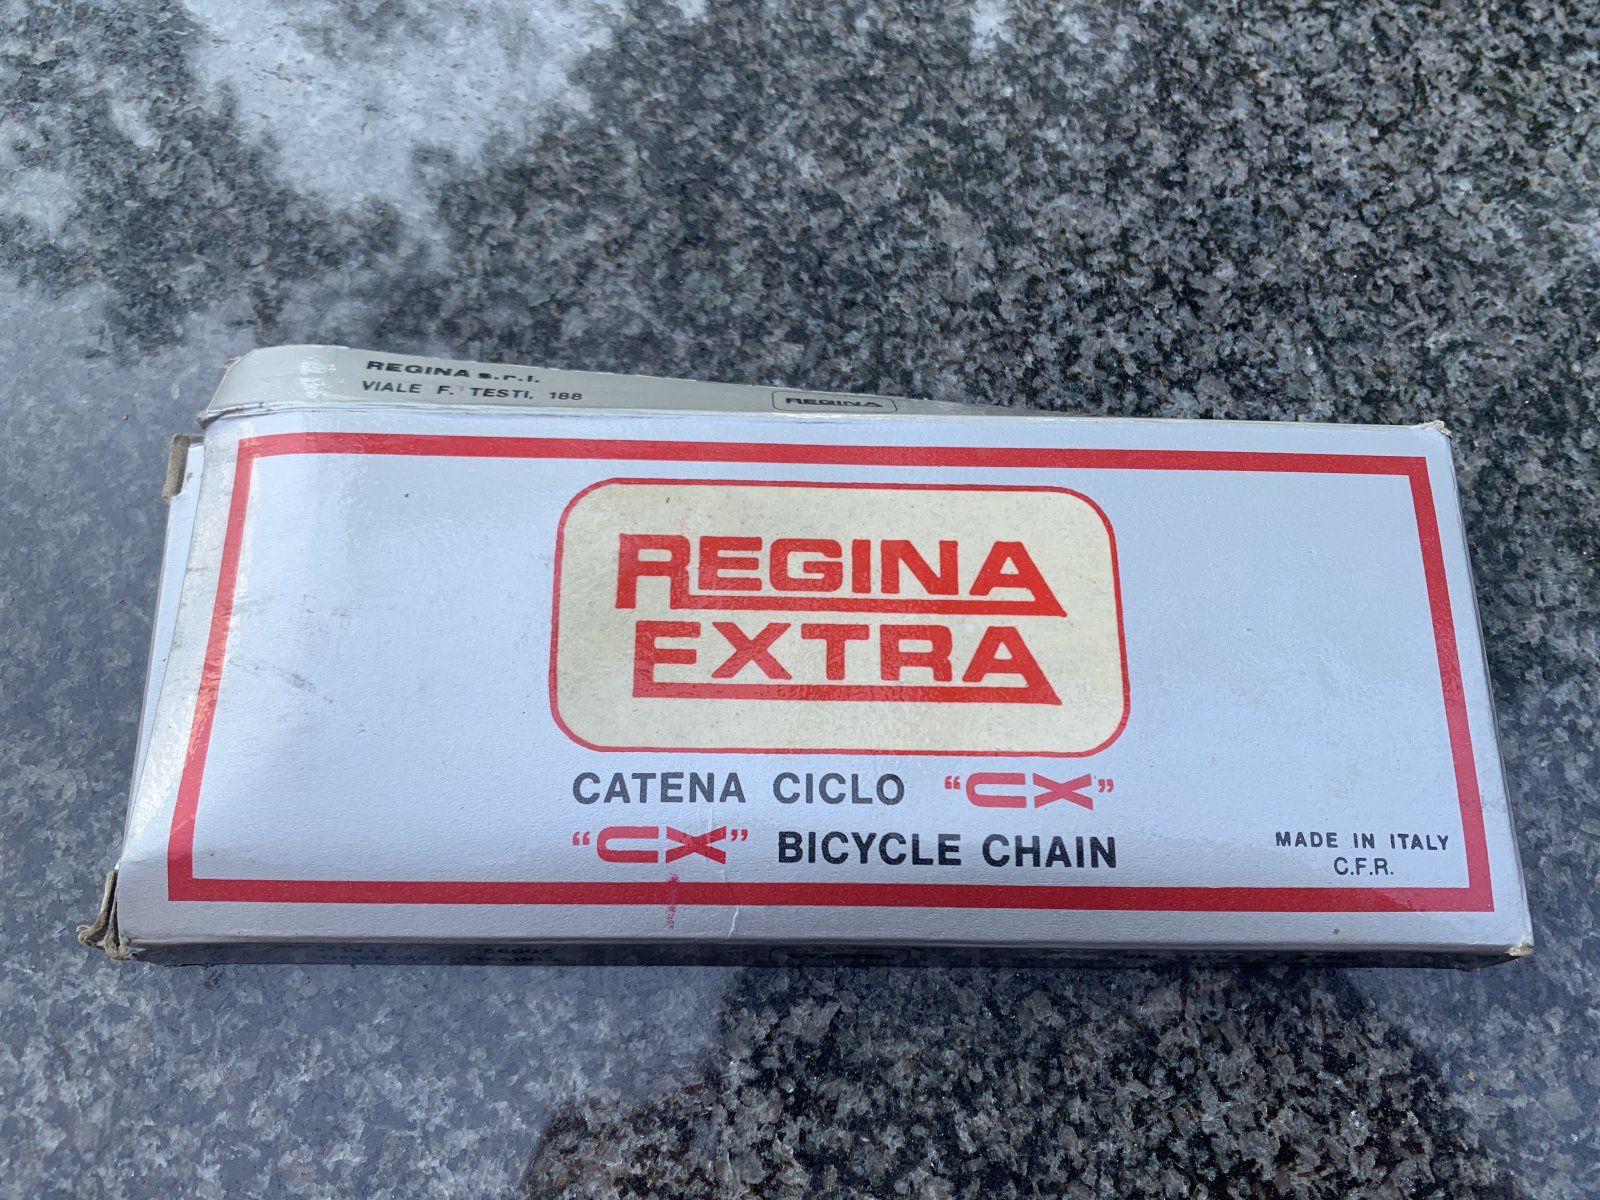 REGINA s.r.l.
VIALE F. TESTI, 188
REGINA
REGINA
EXTRA
CATENA CICLO "CX"
"CX" BICYCLE CHAIN
MADE IN ITALY
C.F.R.